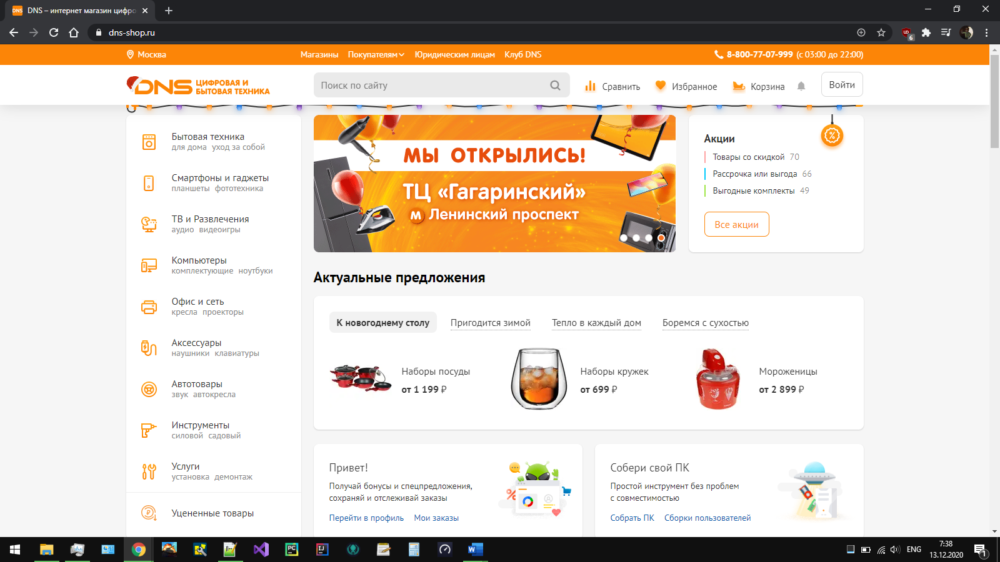 DNS DNS – интернет магазин цифро
dns-shop.ru
6
Москва
Магазины Покупателям Юридическим лицам Клуб DNS
8-800-77-07-999 (с 03:00 до 22:00)
DNS ЦИФРОВАЯ И
БЫТОВАЯ ТЕХНИКА
Поиск по сайту
Сравнить Избранное Корзина Войти
Бытовая техника
для дома уход за собой
Смартфоны и гаджеты
планшеты фототехника
ТВ и Развлечения
аудио видеоигры
Компьютеры
комплектующие ноутбуки
Офис и сеть
кресла проекторы
Аксессуары
наушники клавиатуры
Автотовары
звук автокресла
Инструменты
силовой садовый
Услуги
установка демонтаж
Уцененные товары
МЫ ОТКРЫЛИСЬ!
ТЦ «Гагаринский»
м Ленинский проспект
%
Акции
Товары со скидкой 70
Рассрочка или выгода 66
Выгодные комплекты 49
Все акции
Актуальные предложения
К новогоднему столу Пригодится зимой Тепло в каждый дом Боремся с сухостью
Наборы посуды
от 1 199 ₽
Наборы кружек
от 699 ₽
Мороженицы
от 2 899 ₽
Привет!
Получай бонусы и спецпредложения,
сохраняй и отслеживай заказы
Перейти в профиль Мои заказы
%
Собери свой ПК
Простой инструмент без проблем
с совместимостью
Собрать ПК Сборки пользователей
PC IJ W
ENG
7:38
13.12.2020
1